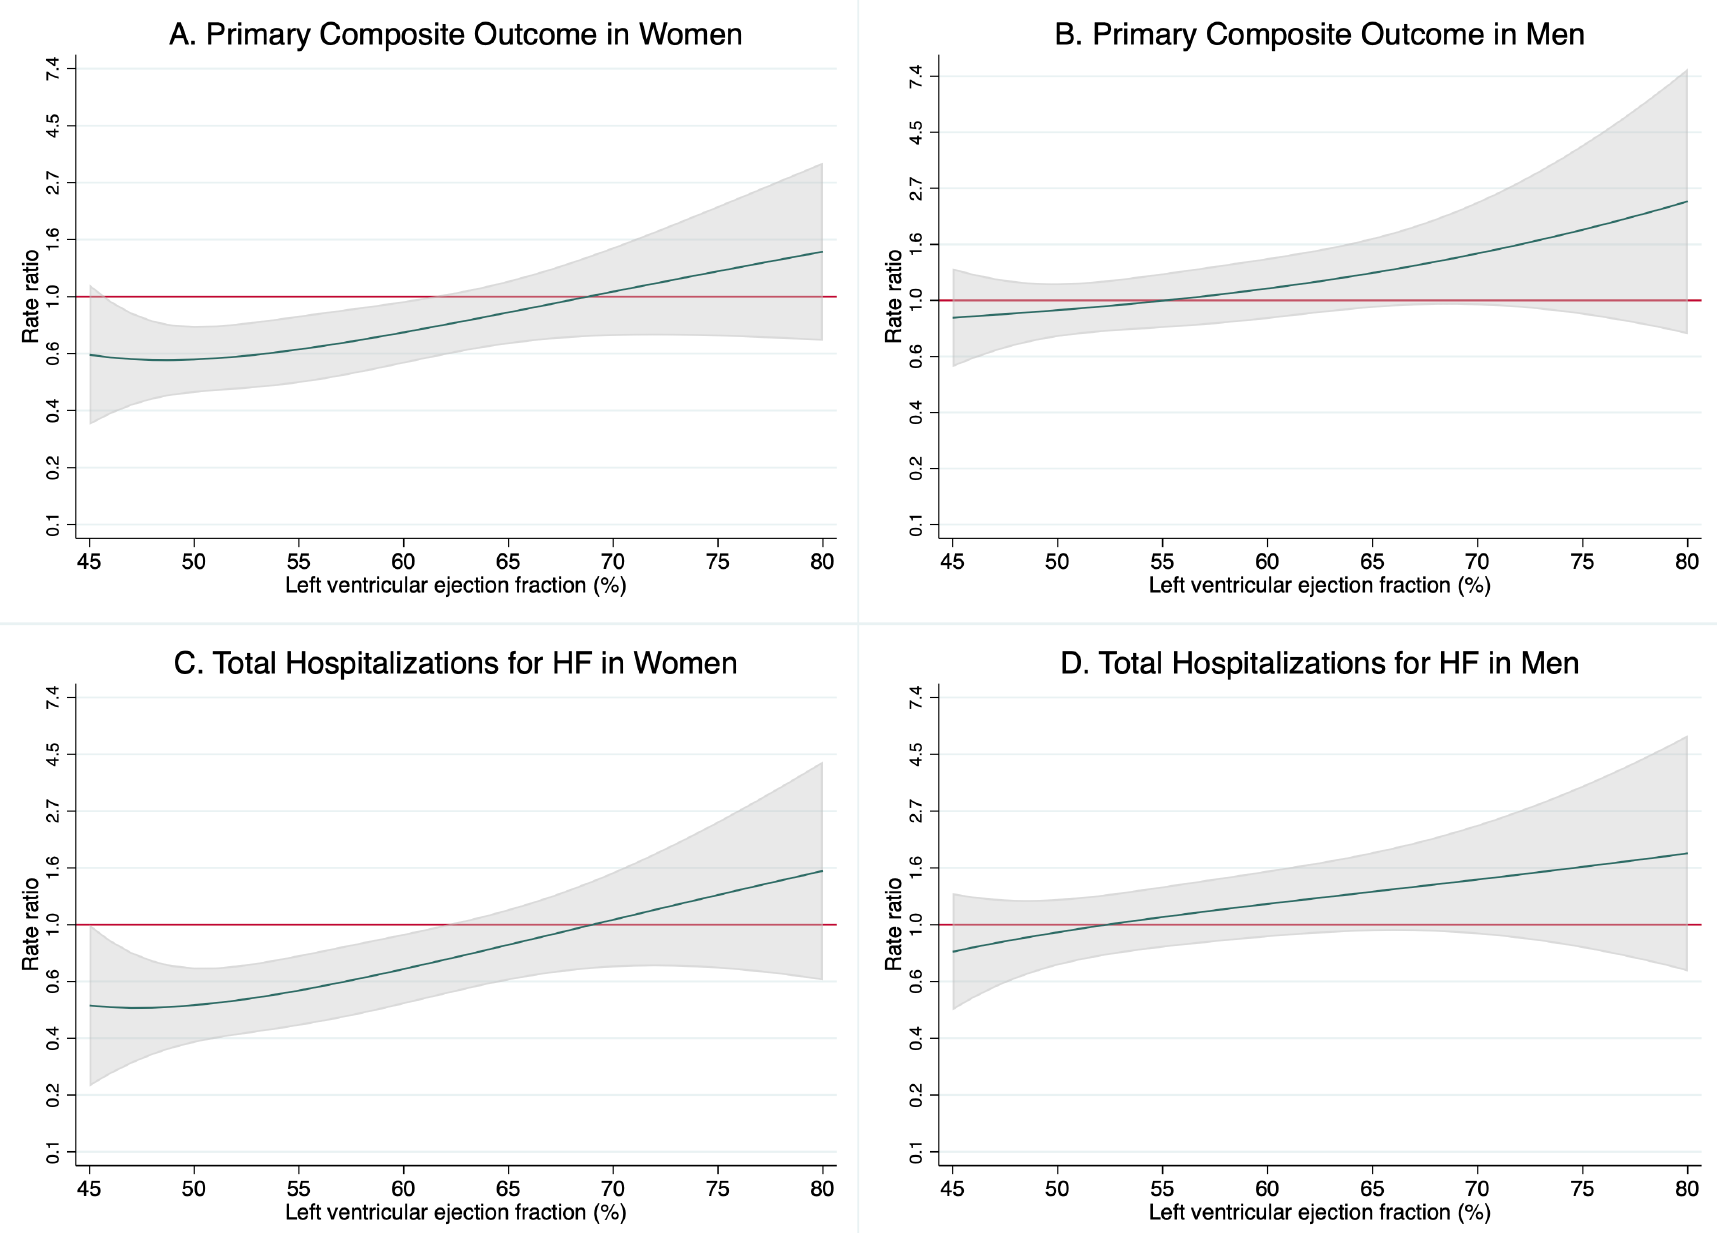 A. Primary Composite Outcome in Women
7.4
4.5
2.7
1.6
1.0
0.6
0.4
0.2
0.1
Rate ratio
45 50 55 60 65 70 75 80
Left ventricular ejection fraction (%)
B. Primary Composite Outcome in Men
7.4
4.5
2.7
1.6
1.0
0.6
0.4
0.2
0.1
Rate ratio
45 50 55 60 65 70 75 80
Left ventricular ejection fraction (%)
C. Total Hospitalizations for HF in Women
7.4
4.5
2.7
1.6
1.0
0.6
0.4
0.2
0.1
Rate ratio
45 50 55 60 65 70 75 80
Left ventricular ejection fraction (%)
D. Total Hospitalizations for HF in Men
7.4
4.5
2.7
1.6
1.0
0.6
0.4
0.2
0.1
Rate ratio
45 50 55 60 65 70 75 80
Left ventricular ejection fraction (%)